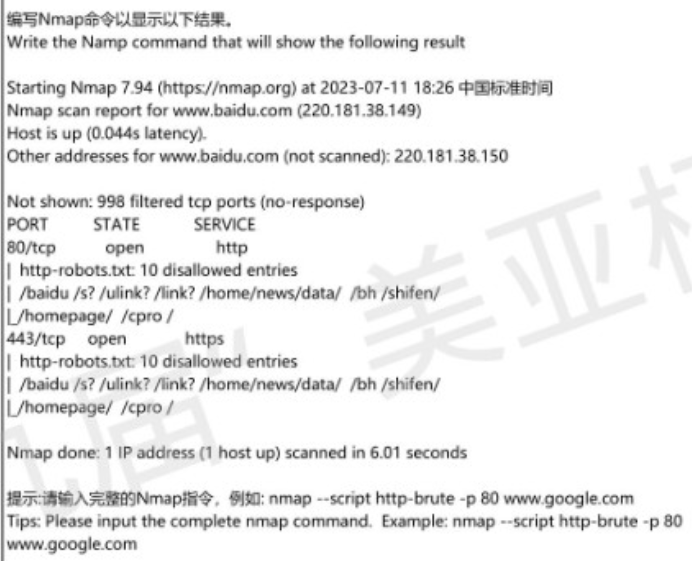 编写Nmap命令以显示以下结果。
Write the Namp command that will show the following result
Starting Nmap 7.94 (https://nmap.org) at 2023-07-11 18:26 中国标准时间
Nmap scan report for www.baidu.com (220.181.38.149)
Host is up (0.044s latency).
Other addresses for www.baidu.com (not scanned): 220.181.38.150
Not shown: 998 filtered tcp ports (no-response)
PORT STATE SERVICE
80/tcp open http
| http-robots.txt: 10 disallowed entries
| /baidu /s? /ulink? /link? /home/news/data/ /bh /shifen/
|_/homepage/ /cpro /
443/tcp open https
| http-robots.txt: 10 disallowed entries
| /baidu /s? /ulink? /link? /home/news/data/ /bh /shifen/
|_/homepage/ /cpro /
Nmap done: 1 IP address (1 host up) scanned in 6.01 seconds
提示:请输入完整的Nmap指令，例如: nmap --script http-brute -p 80 www.google.com
Tips: Please input the complete nmap command. Example: nmap --script http-brute -p 80
www.google.com
届 美亚